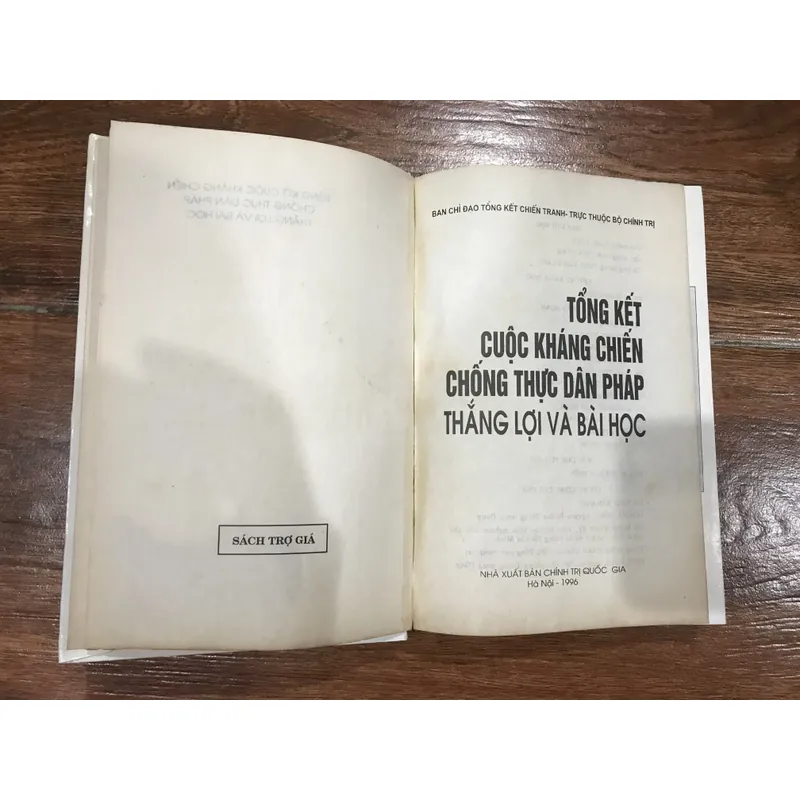 SÁCH TRỢ GIÁ
BAN CHỈ ĐẠO TỔNG KẾT CHIẾN TRANH- TRỰC THUỘC BỘ CHÍNH TRỊ
TỔNG KẾT
CUỘC KHÁNG CHIẾN
CHỐNG THỰC DÂN PHÁP
THẮNG LỢI VÀ BÀI HỌC
NHÀ XUẤT BẢN CHÍNH TRỊ QUỐC GIA
Hà Nội - 1996